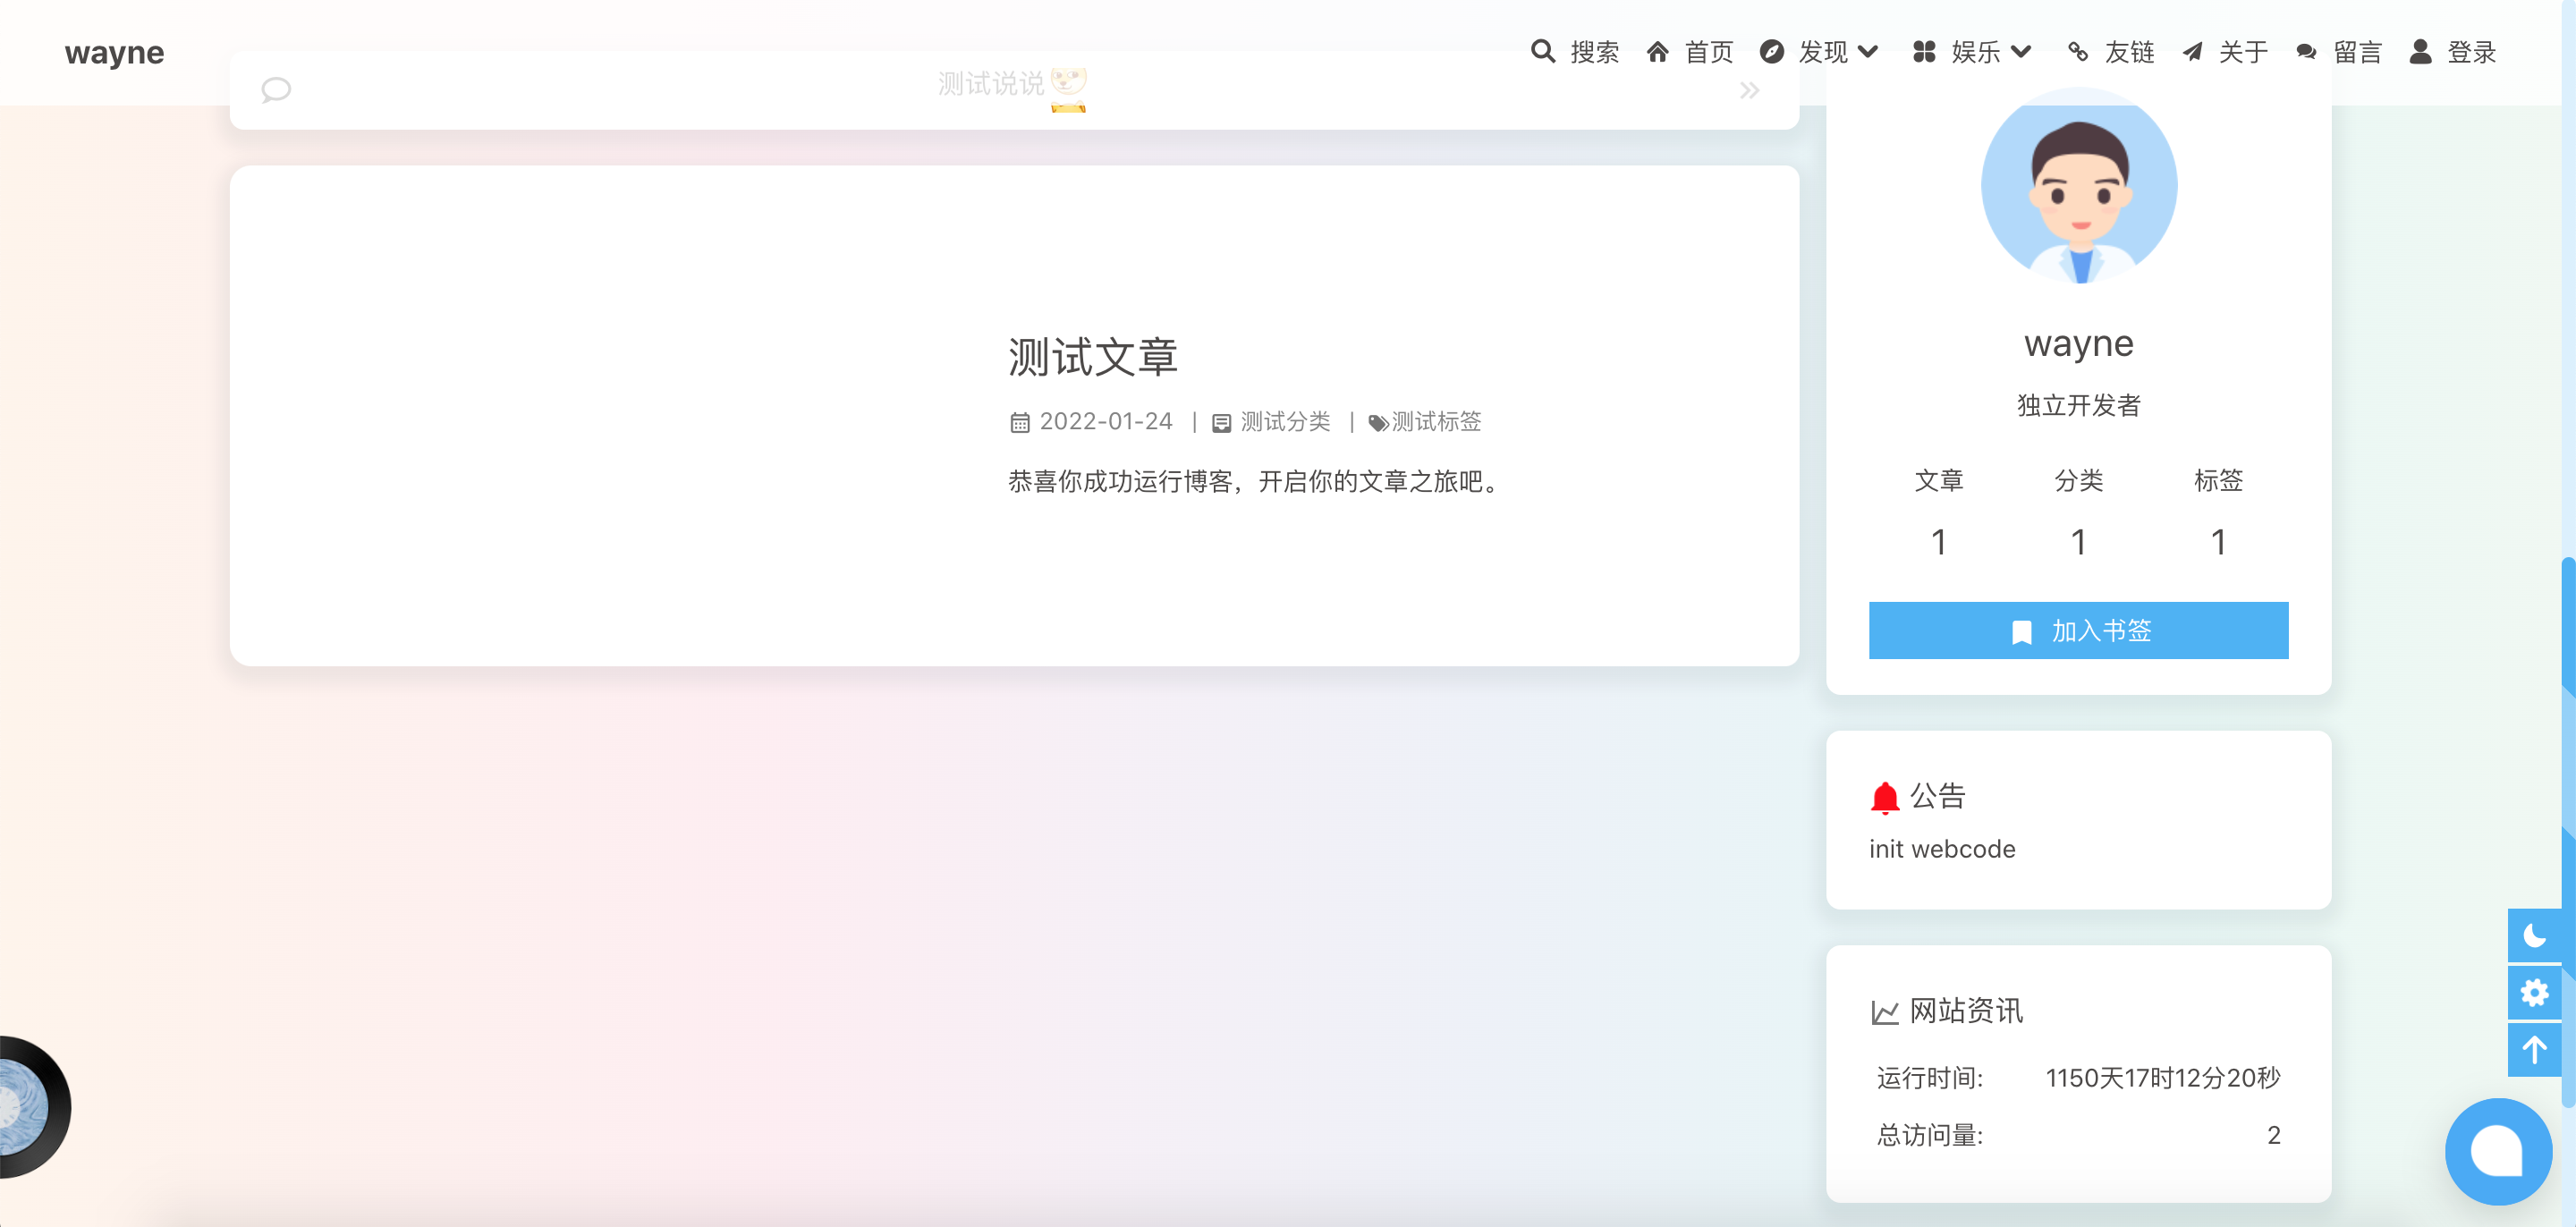 wayne
搜索 首页 发现 娱乐 友链 关于 留言 登录
测试说说
测试文章
2022-01-24 | 测试分类 | 测试标签
恭喜你成功运行博客，开启你的文章之旅吧。
wayne
独立开发者
文章 分类 标签
1 1 1
加入书签
公告
init webcode
网站资讯
运行时间: 1150天17时12分20秒
总访问量: 2